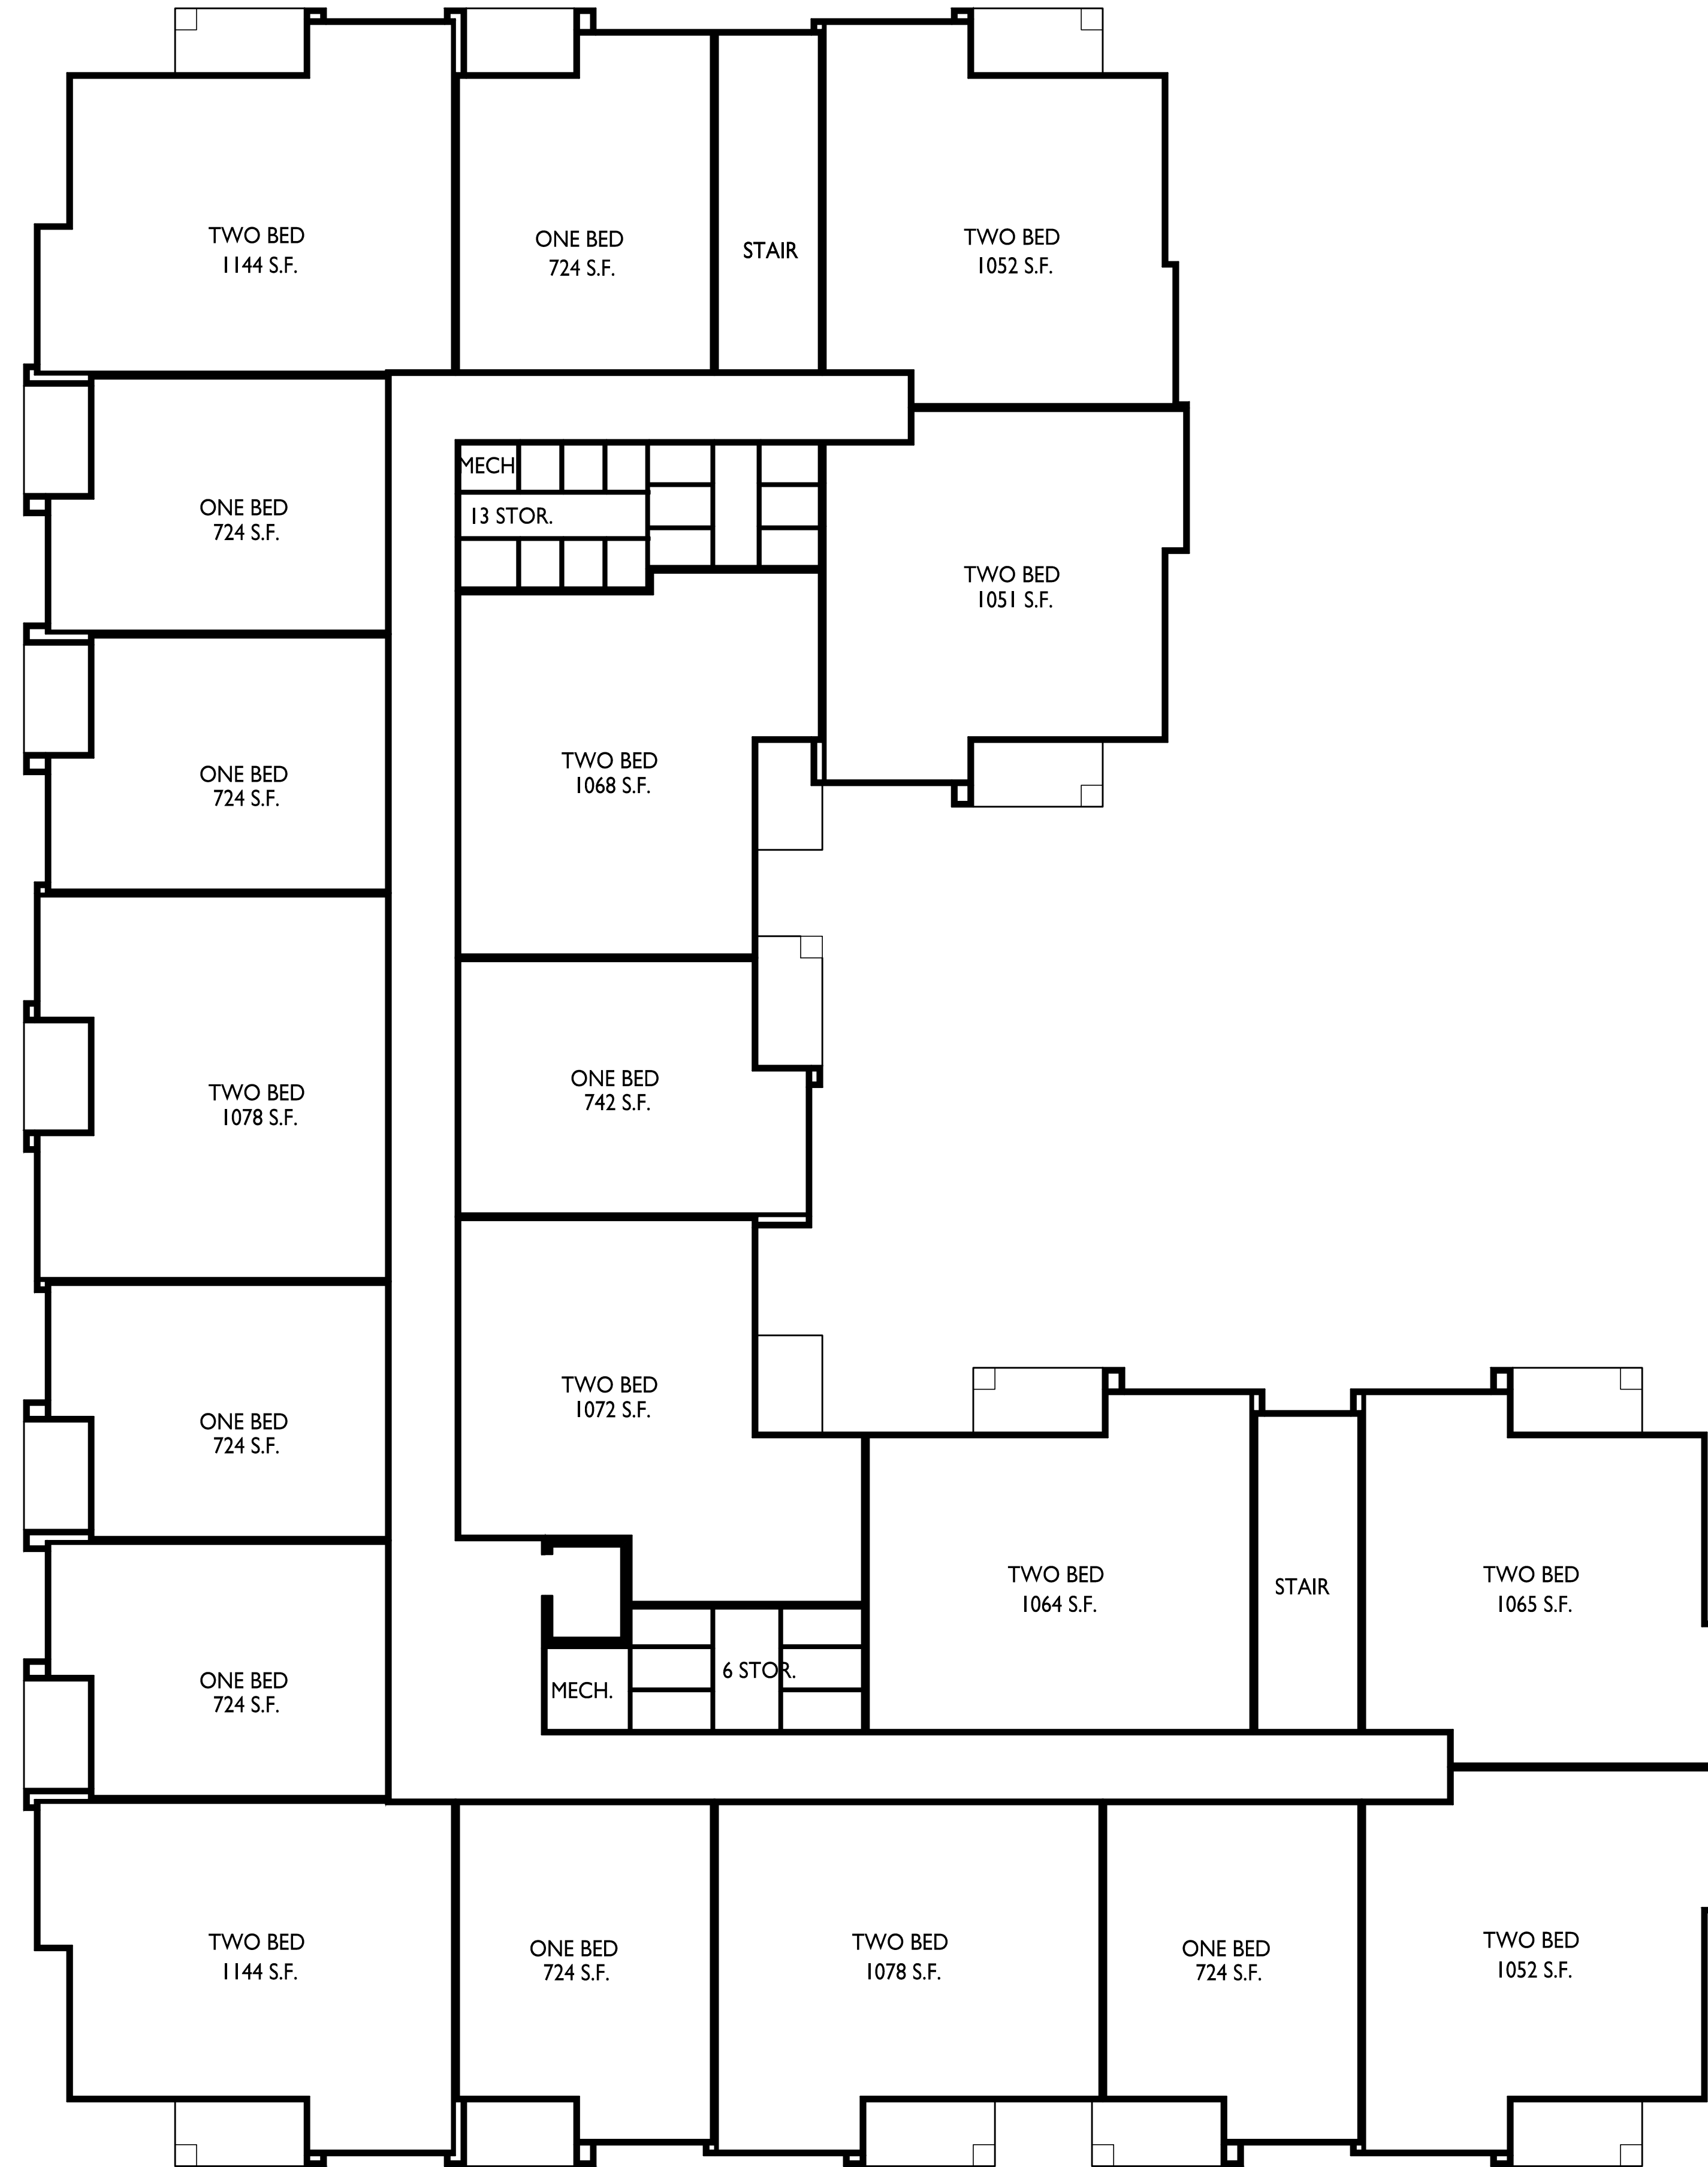 TWO BED
1144 S.F.
ONE BED
724 S.F.
STAIR
TWO BED
1052 S.F.
MECH
13 STOR.
ONE BED
724 S.F.
TWO BED
1051 S.F.
ONE BED
724 S.F.
TWO BED
1068 S.F.
TWO BED
1078 S.F.
ONE BED
742 S.F.
ONE BED
724 S.F.
TWO BED
1072 S.F.
TWO BED
1064 S.F.
STAIR
TWO BED
1065 S.F.
ONE BED
724 S.F.
MECH.
6 STOR.
TWO BED
1144 S.F.
ONE BED
724 S.F.
TWO BED
1078 S.F.
ONE BED
724 S.F.
TWO BED
1052 S.F.